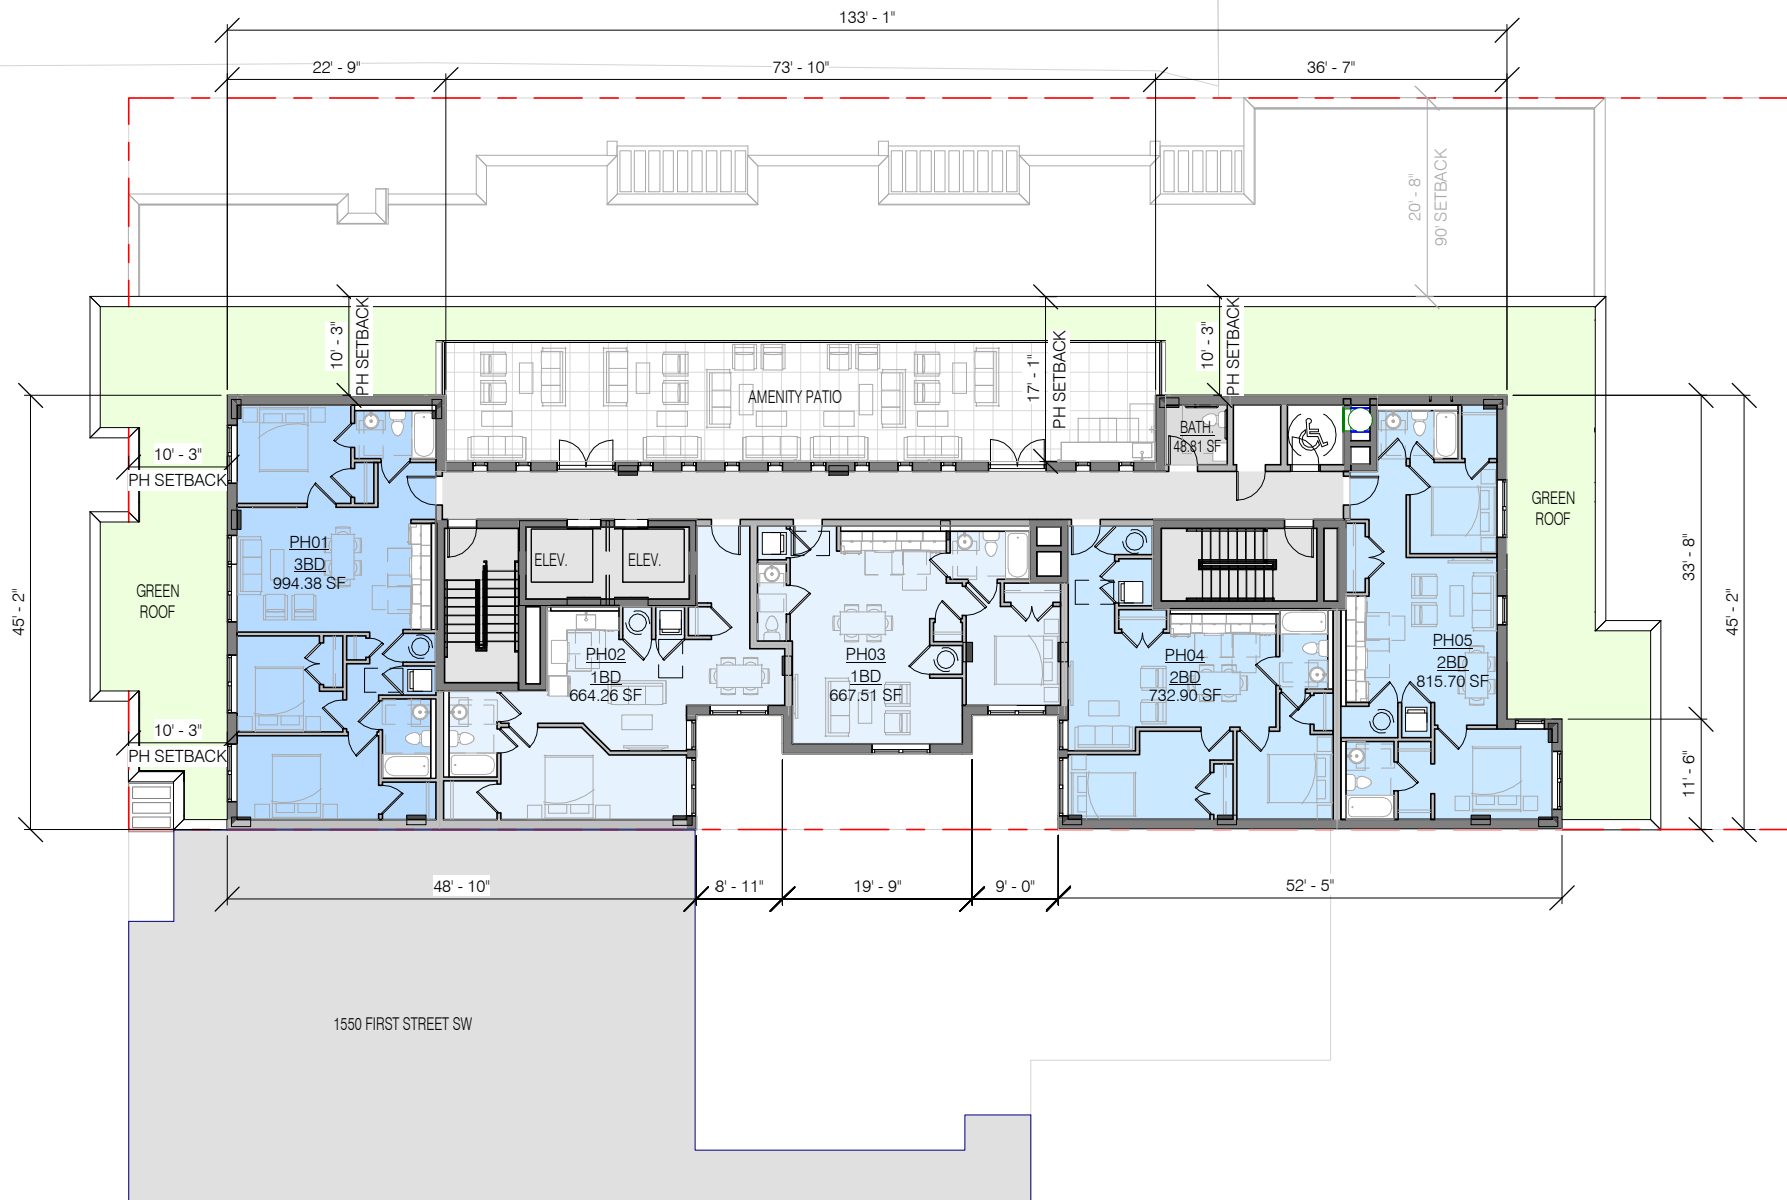 133' - 1"
22' - 9"
73' - 10"
36' - 7"
20' - 8"
90' SETBACK
10' - 3"
PH SETBACK
17' - 1"
PH SETBACK
10' - 3"
PH SETBACK
AMENITY PATIO
BATH.
48.81 SF
10' - 3"
PH SETBACK
GREEN
ROOF
GREEN
ROOF
PH01
3BD
994.38 SF
ELEV.
ELEV.
PH02
1BD
664.26 SF
PH03
1BD
667.51 SF
PH04
2BD
732.90 SF
PH05
2BD
815.70 SF
45' - 2"
33' - 8"
45' - 2"
11' - 6"
10' - 3"
PH SETBACK
48' - 10"
8' - 11"
19' - 9"
9' - 0"
52' - 5"
1550 FIRST STREET SW